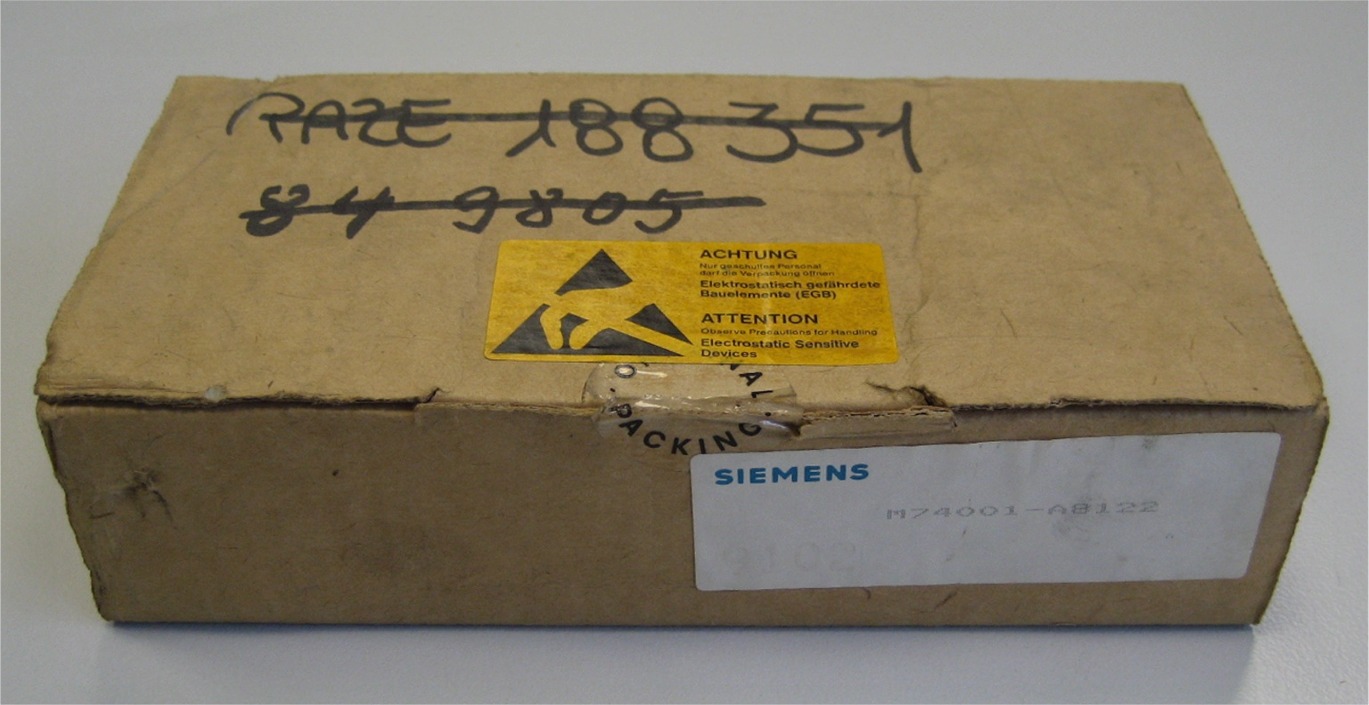 RAZE 188 351
84 9805
ACHTUNG
Nur geschultes Personal
darf die Verpackung öffnen
Elektrostatisch gefährdete
Bauelemente (EGB)
ATTENTION
Observe Precautions for Handling
Electrostatic Sensitive
Devices
PACKING
SIEMENS
M74001-A8122
9102